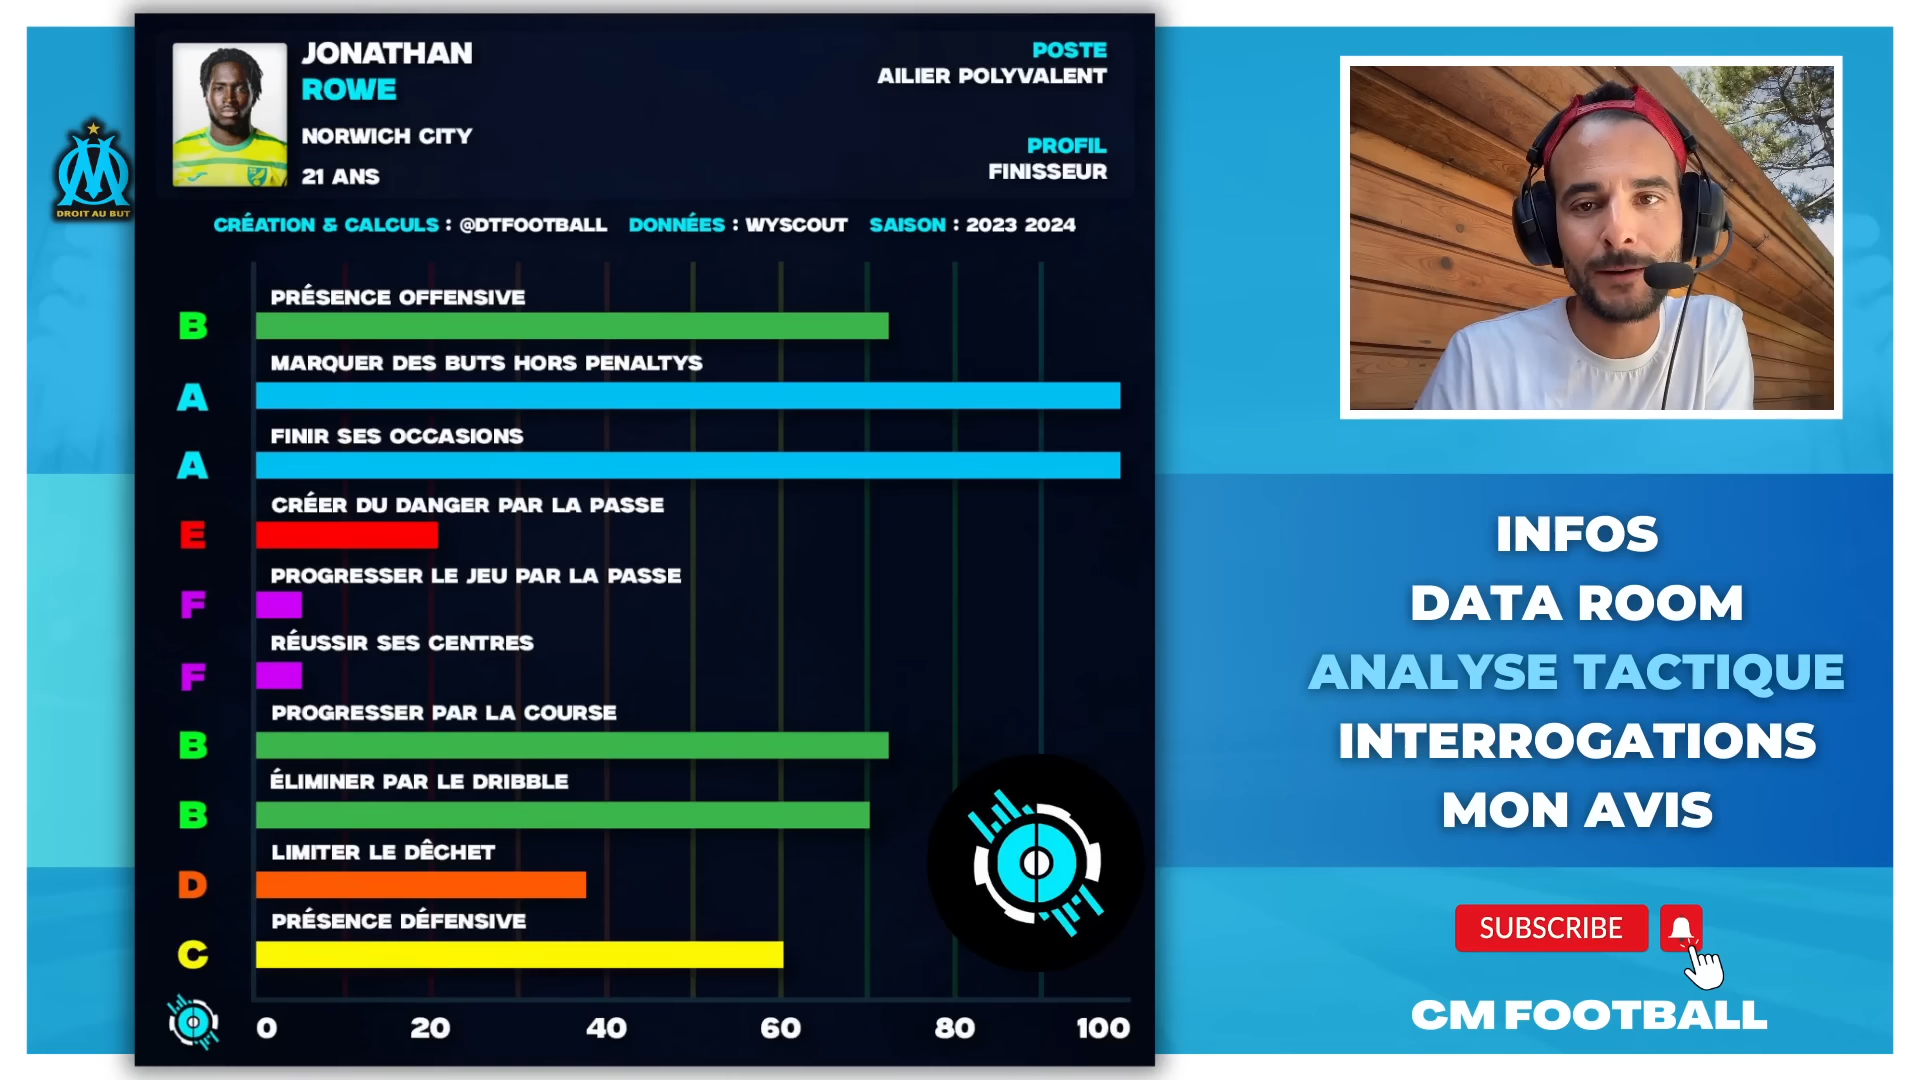 JONATHAN
ROWE
NORWICH CITY
21 ANS
POSTE
AILIER POLYVALENT
PROFIL
FINISSEUR
DROIT AU BUT
CRÉATION & CALCULS : @DTFOOTBALL DONNÉES : WYSCOUT SAISON : 2023 2024
PRÉSENCE OFFENSIVE
B
MARQUER DES BUTS HORS PENALTYS
A
FINIR SES OCCASIONS
A
CRÉER DU DANGER PAR LA PASSE
E
PROGRESSER LE JEU PAR LA PASSE
F
RÉUSSIR SES CENTRES
F
PROGRESSER PAR LA COURSE
B
ÉLIMINER PAR LE DRIBBLE
B
LIMITER LE DÊCHET
D
PRÉSENCE DÉFENSIVE
C
0 20 40 60 80 100
INFOS
DATA ROOM
ANALYSE TACTIQUE
INTERROGATIONS
MON AVIS
SUBSCRIBE
CM FOOTBALL